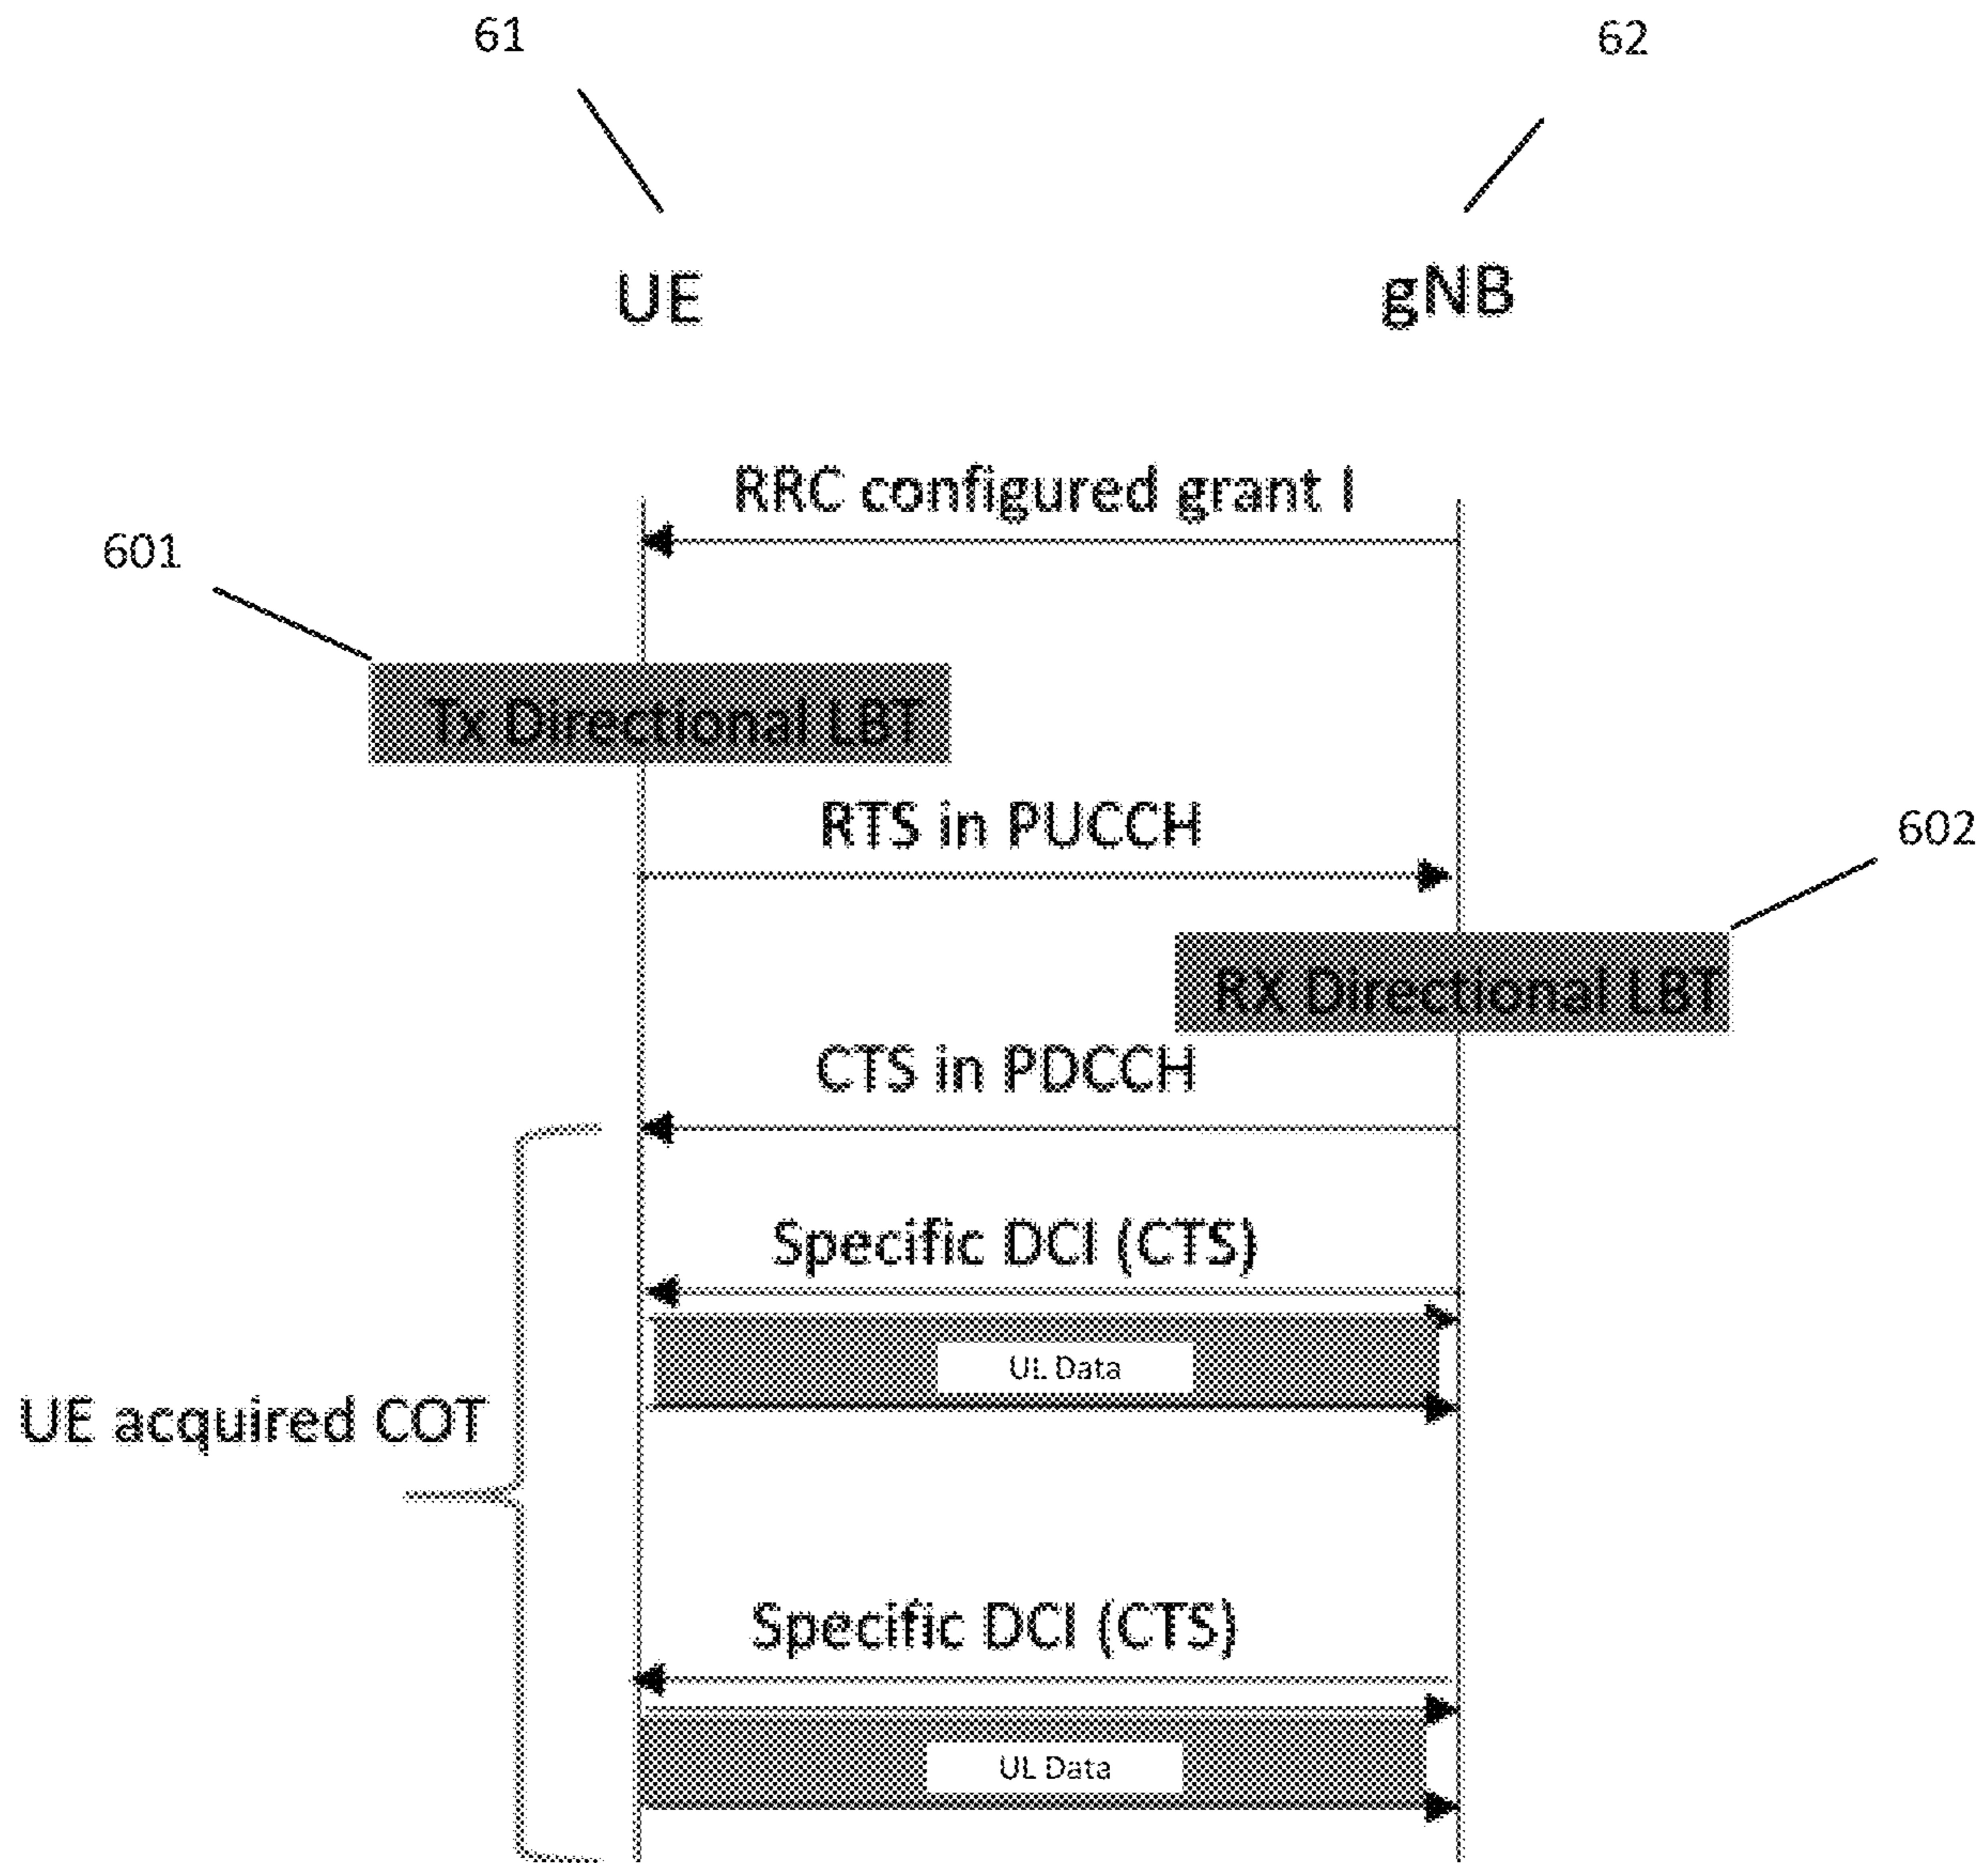 61
62
UE
gNB
RRC configured grant I
601
Tx Directional LBT
RTS in PUCCH
602
RX Directional LBT
CTS in PDCCH
Specific DCI (CTS)
UL Data
UE acquired COT
Specific DCI (CTS)
UL Data